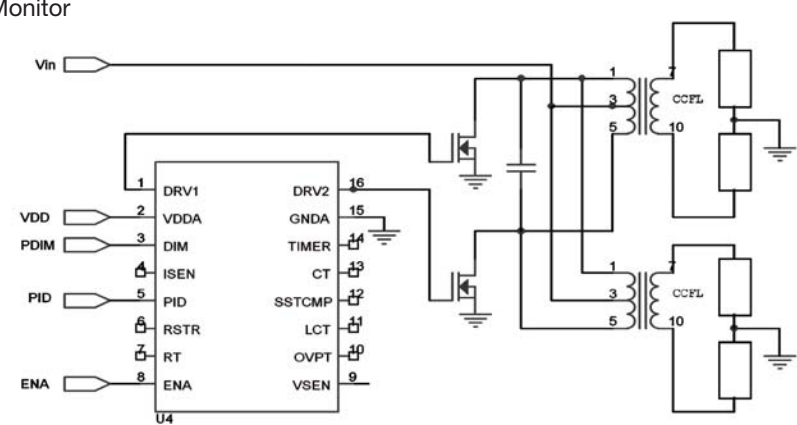 Monitor
Vin
1
7
3
CCFL
5
10
1
DRV1
DRV2
16
VDD
2
VDDA
GNDA
15
PDIM
3
DIM
TIMER
14
4
ISEN
CT
13
1
7
PID
5
PID
SSTCMP
12
3
CCFL
6
RSTR
LCT
11
5
10
7
RT
OVPT
10
ENA
8
ENA
VSEN
9
U4